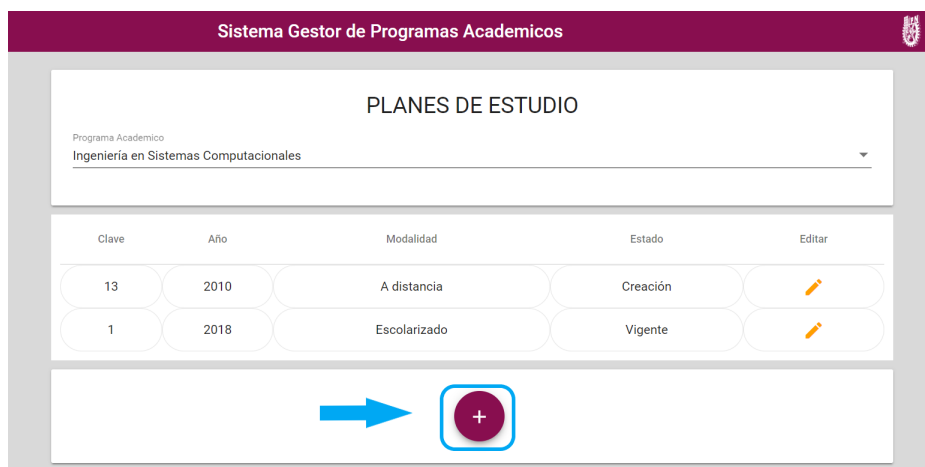 Sistema Gestor de Programas Academicos
PLANES DE ESTUDIO
Programa Academico
Ingeniería en Sistemas Computacionales
Clave Año Modalidad Estado Editar
13 2010 A distancia Creación
1 2018 Escolarizado Vigente
+